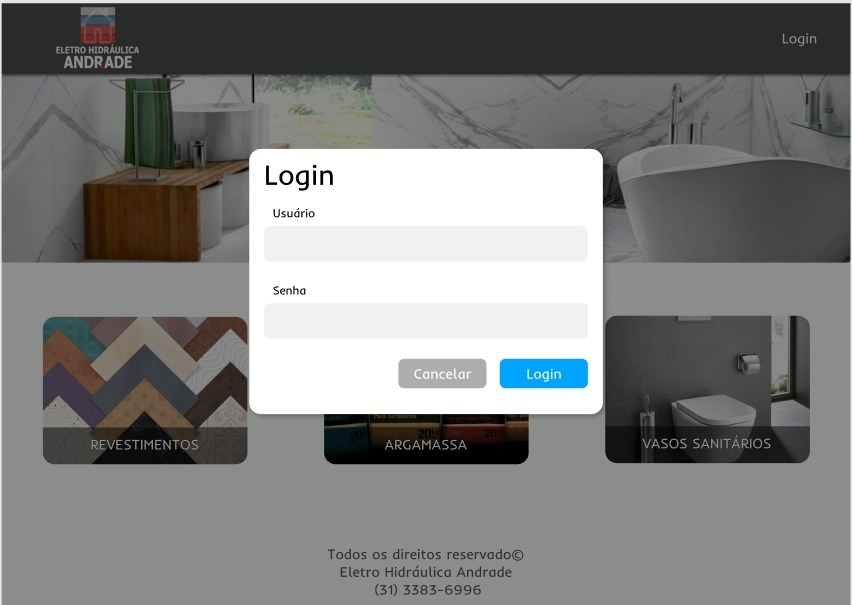 ELETRO HIDRÁULICA
ANDRADE
Login
Login
Usuário
Senha
Cancelar
Login
REVESTIMENTOS
ARGAMASSA
VASOS SANITÁRIOS
Todos os direitos reservado©
Eletro Hidráulica Andrade
(31) 3383-6996